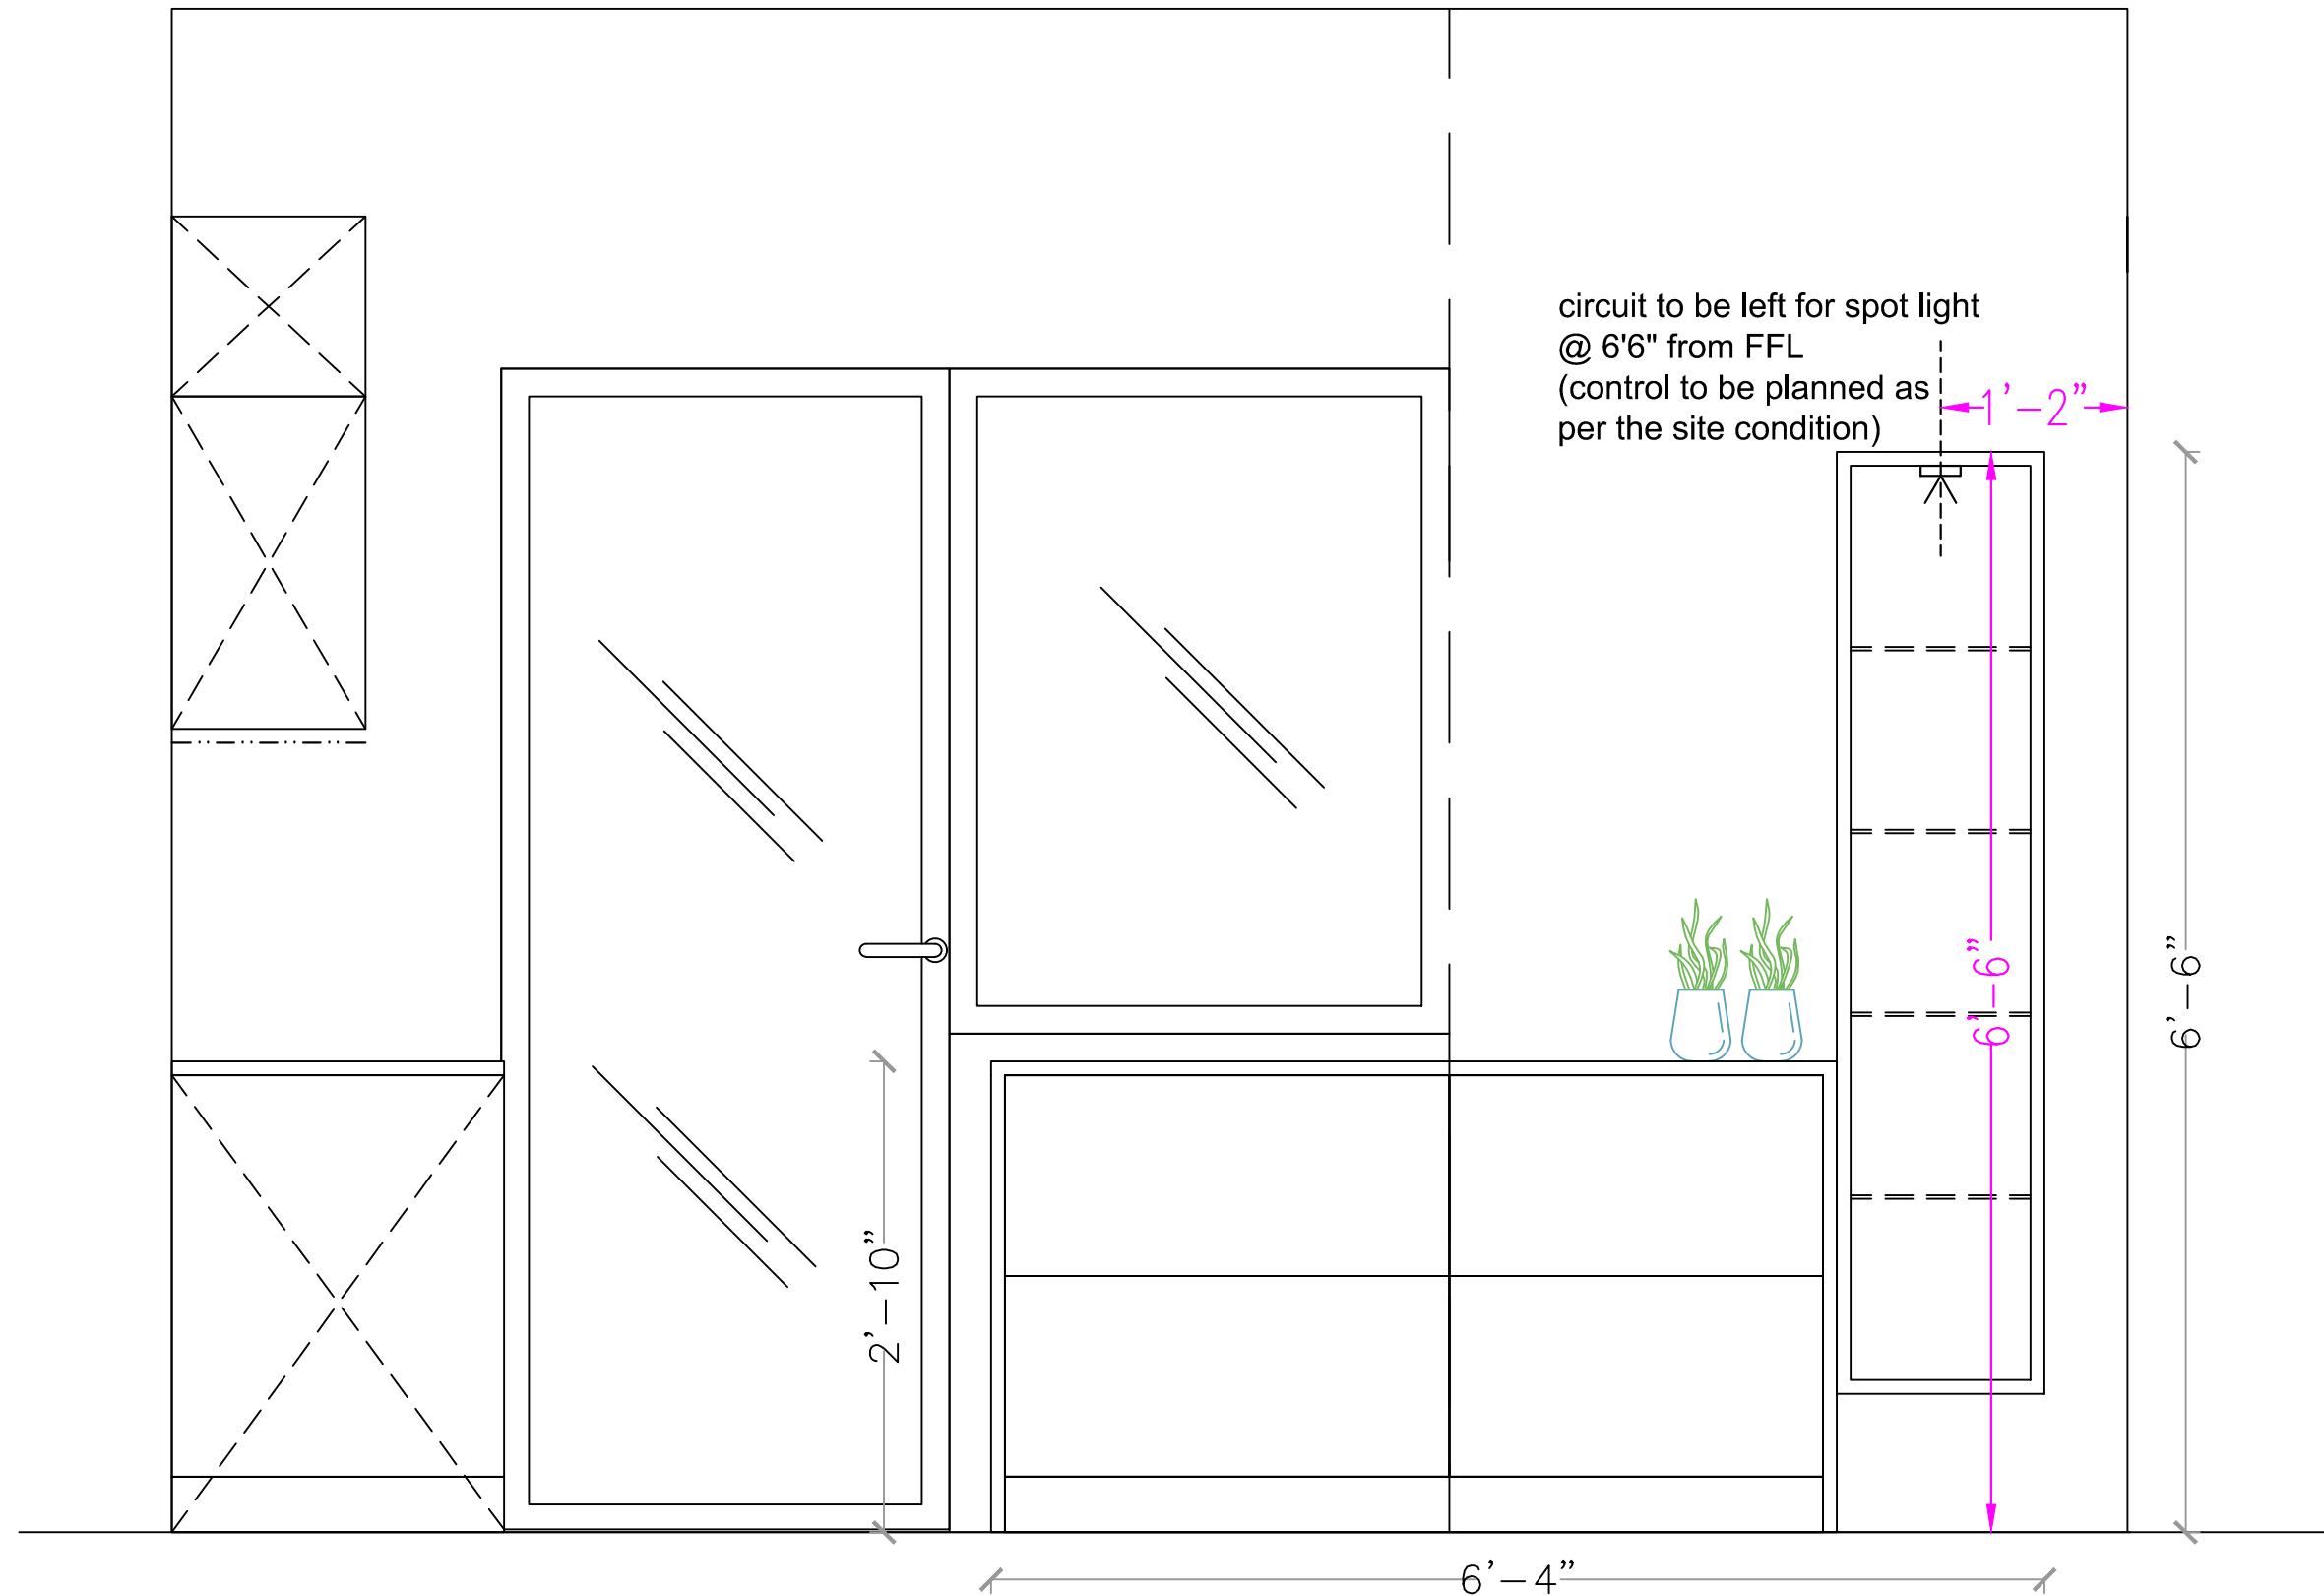 circuit to be left for spot light
@ 6'6" from FFL
(control to be planned as
per the site condition)
1'-2"
6'-6"
6'-6"
2'-10"
6'-4"